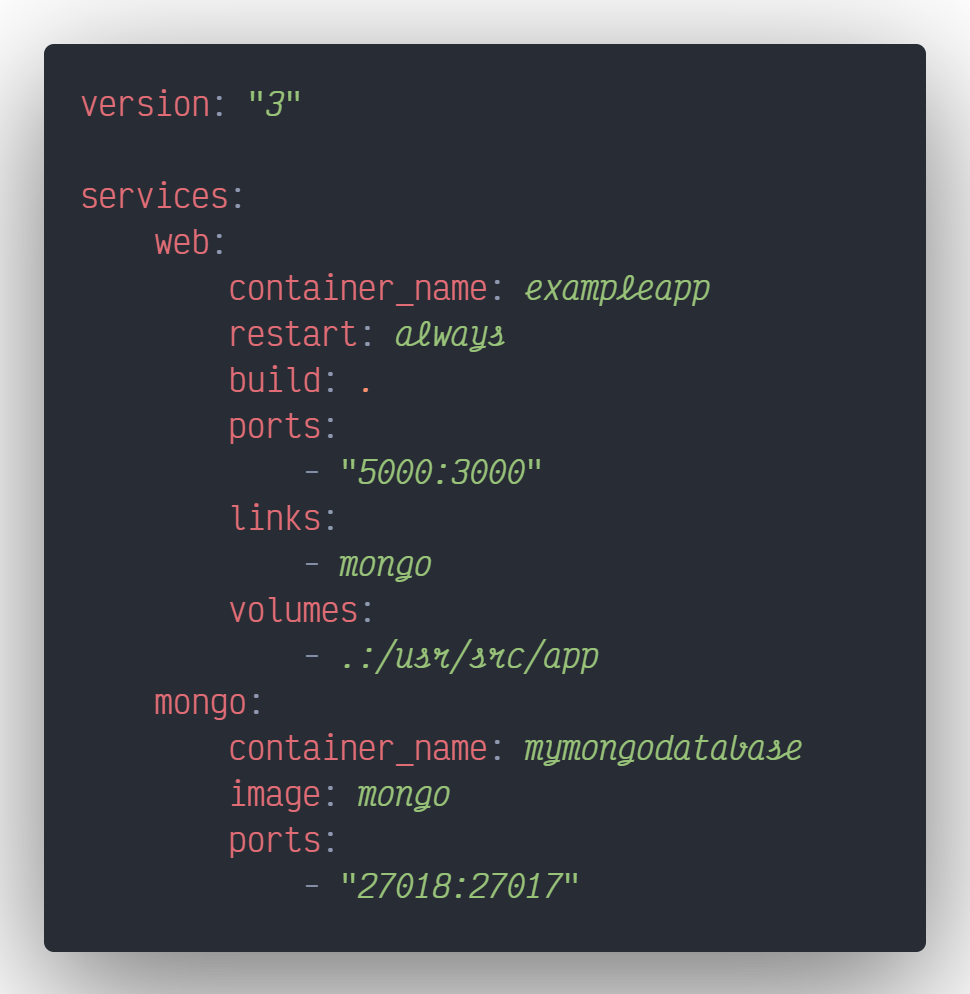 version: "3"

services:
    web:
        container_name: exampleapp
        restart: always
        build: .
        ports:
            - "5000:3000"
        links:
            - mongo
        volumes:
            - .:/usr/src/app
    mongo:
        container_name: mymongodatabase
        image: mongo
        ports:
            - "27018:27017"